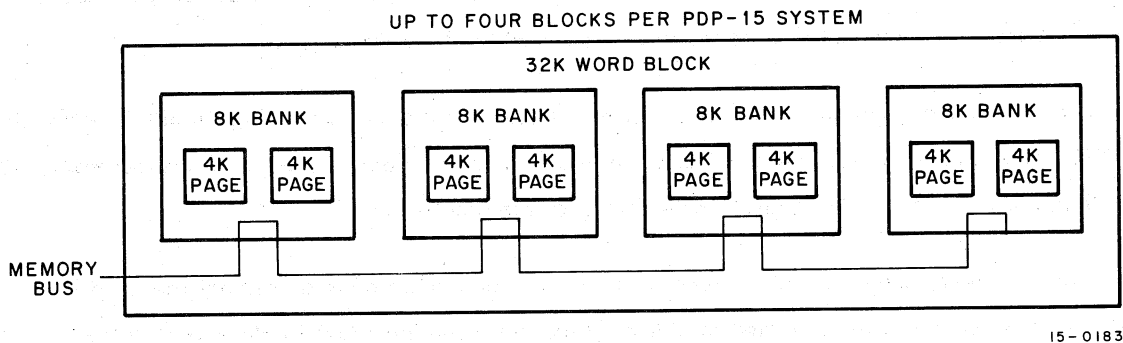 UP TO FOUR BLOCKS PER PDP-15 SYSTEM
32K WORD BLOCK
8K BANK
4K
PAGE
4K
PAGE
8K BANK
4K
PAGE
4K
PAGE
8K BANK
4K
PAGE
4K
PAGE
8K BANK
4K
PAGE
4K
PAGE
MEMORY
BUS
15-0183